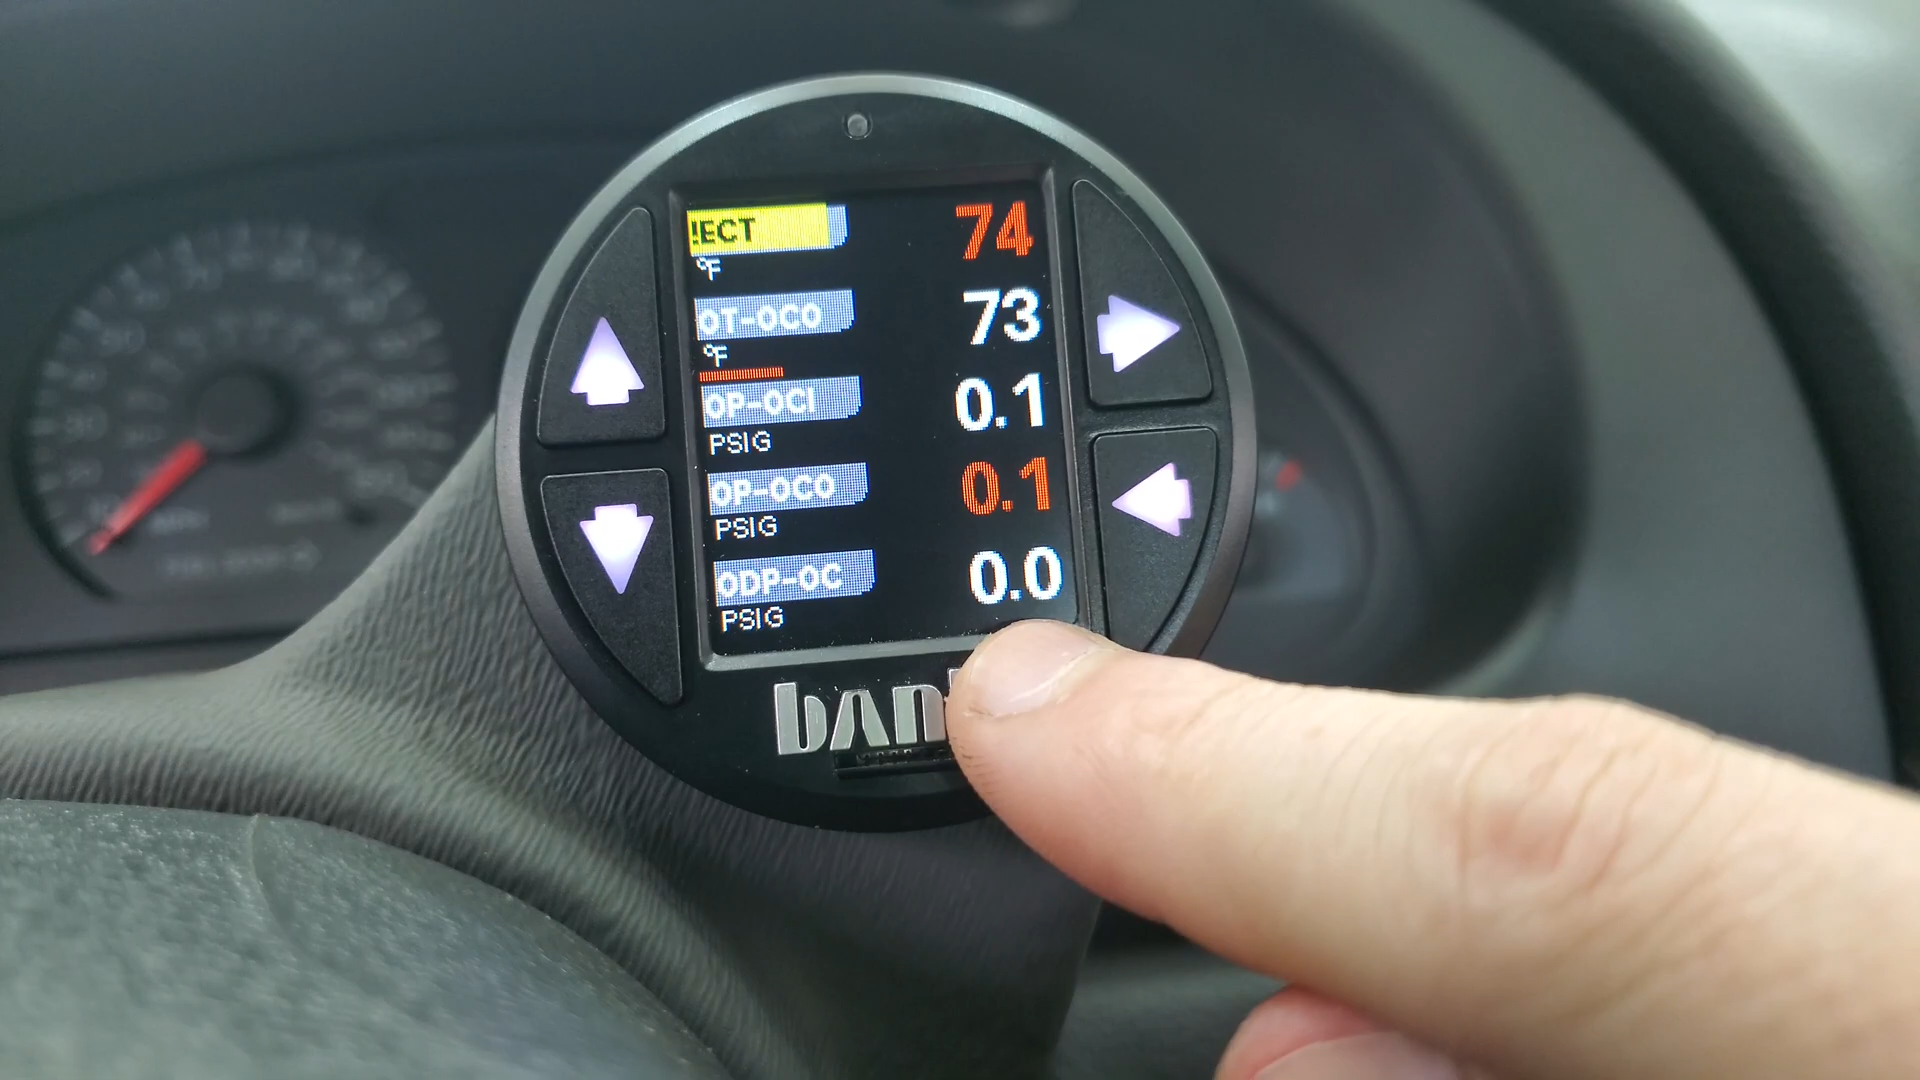 !ECT 74
°F
OT-OCO 73
°F
OP-OCI 0.1
PSIG
OP-OCO 0.1
PSIG
ODP-OC 0.0
PSIG